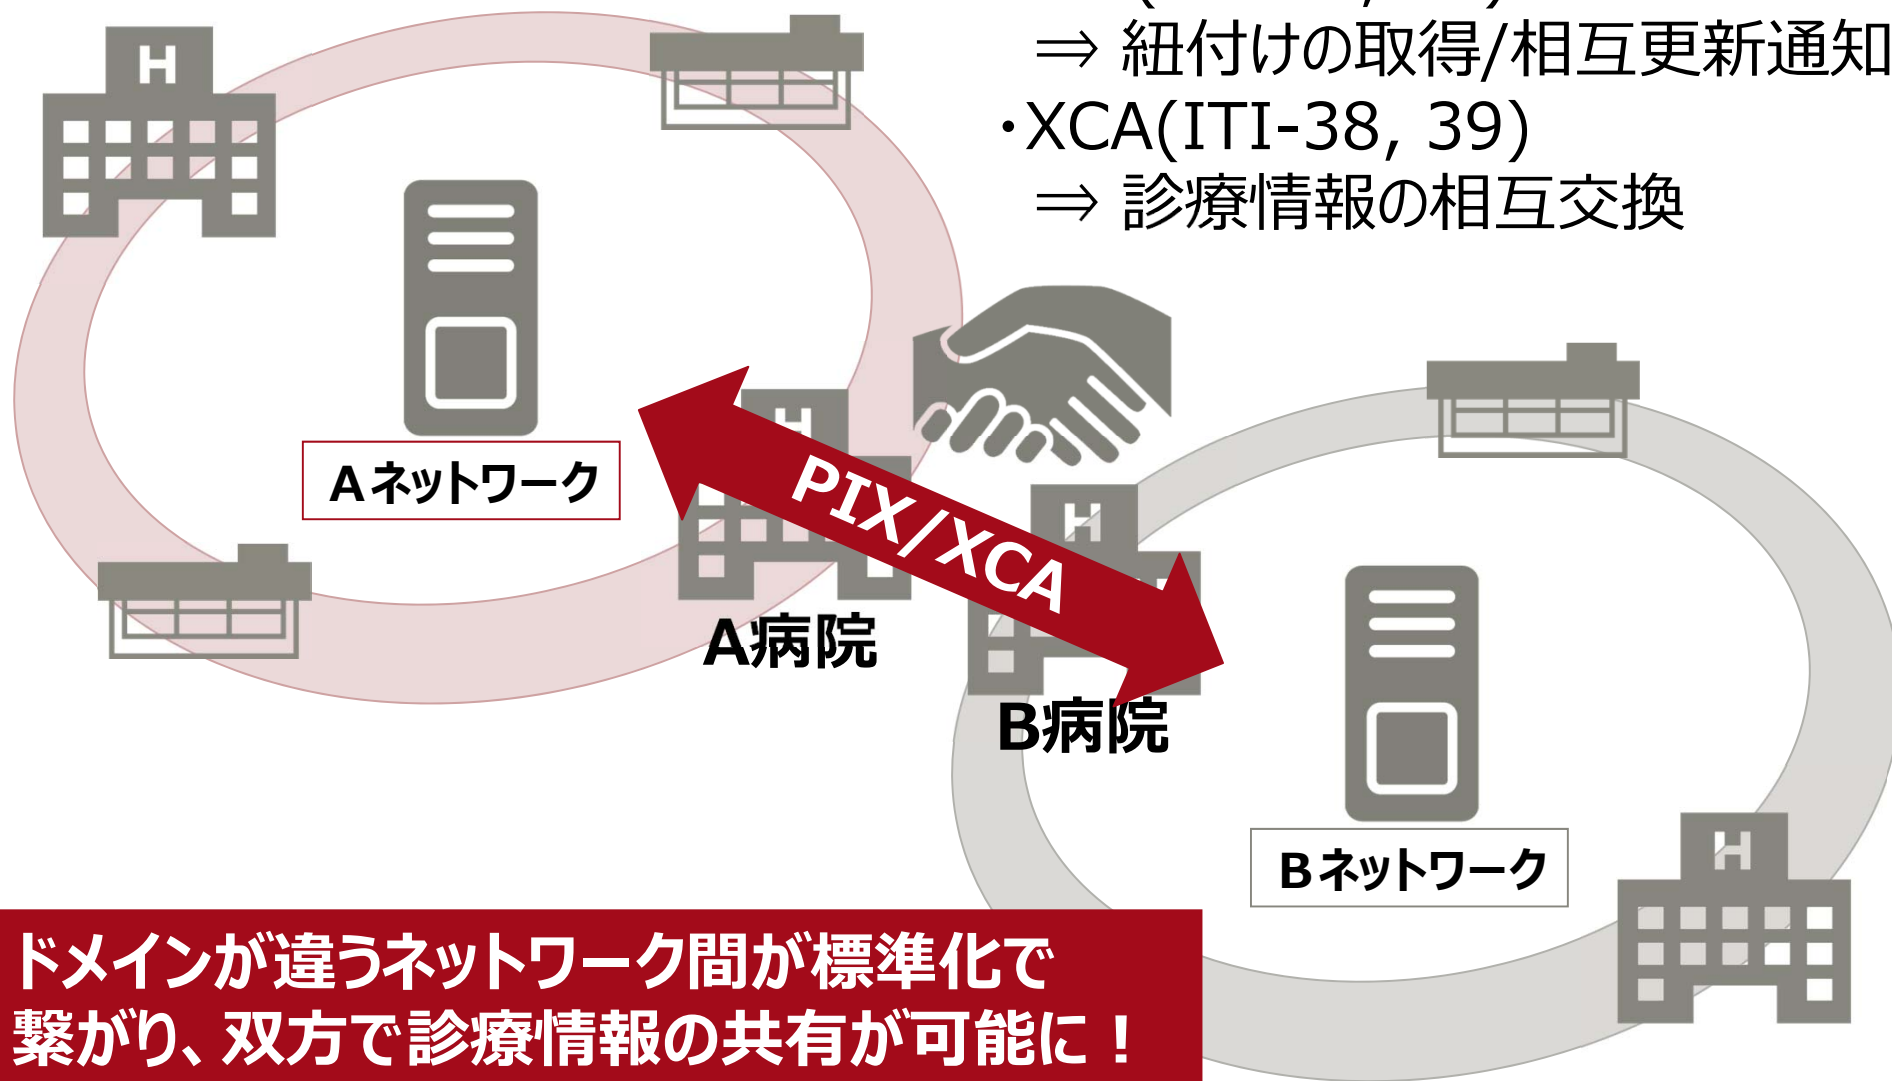 ⇒ 紐付けの取得/相互更新通知
・XCA(ITI-38, 39)
⇒ 診療情報の相互交換
H
H
Aネットワーク
PIX/XCA
H
A病院
B病院
Bネットワーク
H
ドメインが違うネットワーク間が標準化で
繋がり、双方で診療情報の共有が可能に！